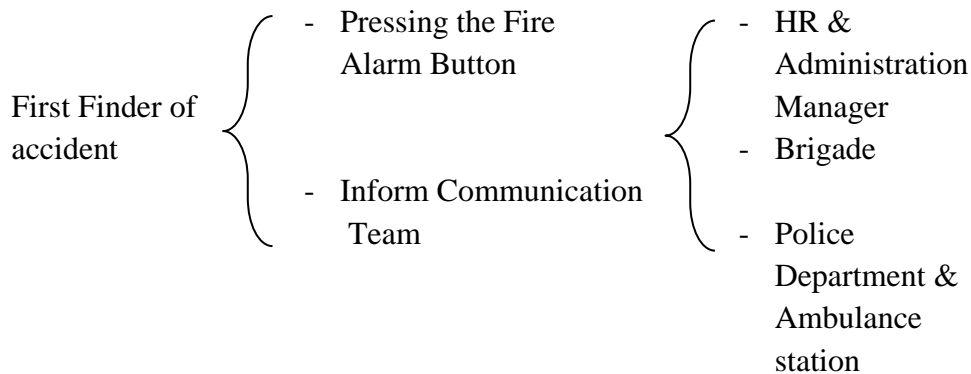 First Finder of
accident
- Pressing the Fire
Alarm Button
- Inform Communication
Team
- HR &
Administration
Manager
- Brigade
- Police
Department &
Ambulance
station